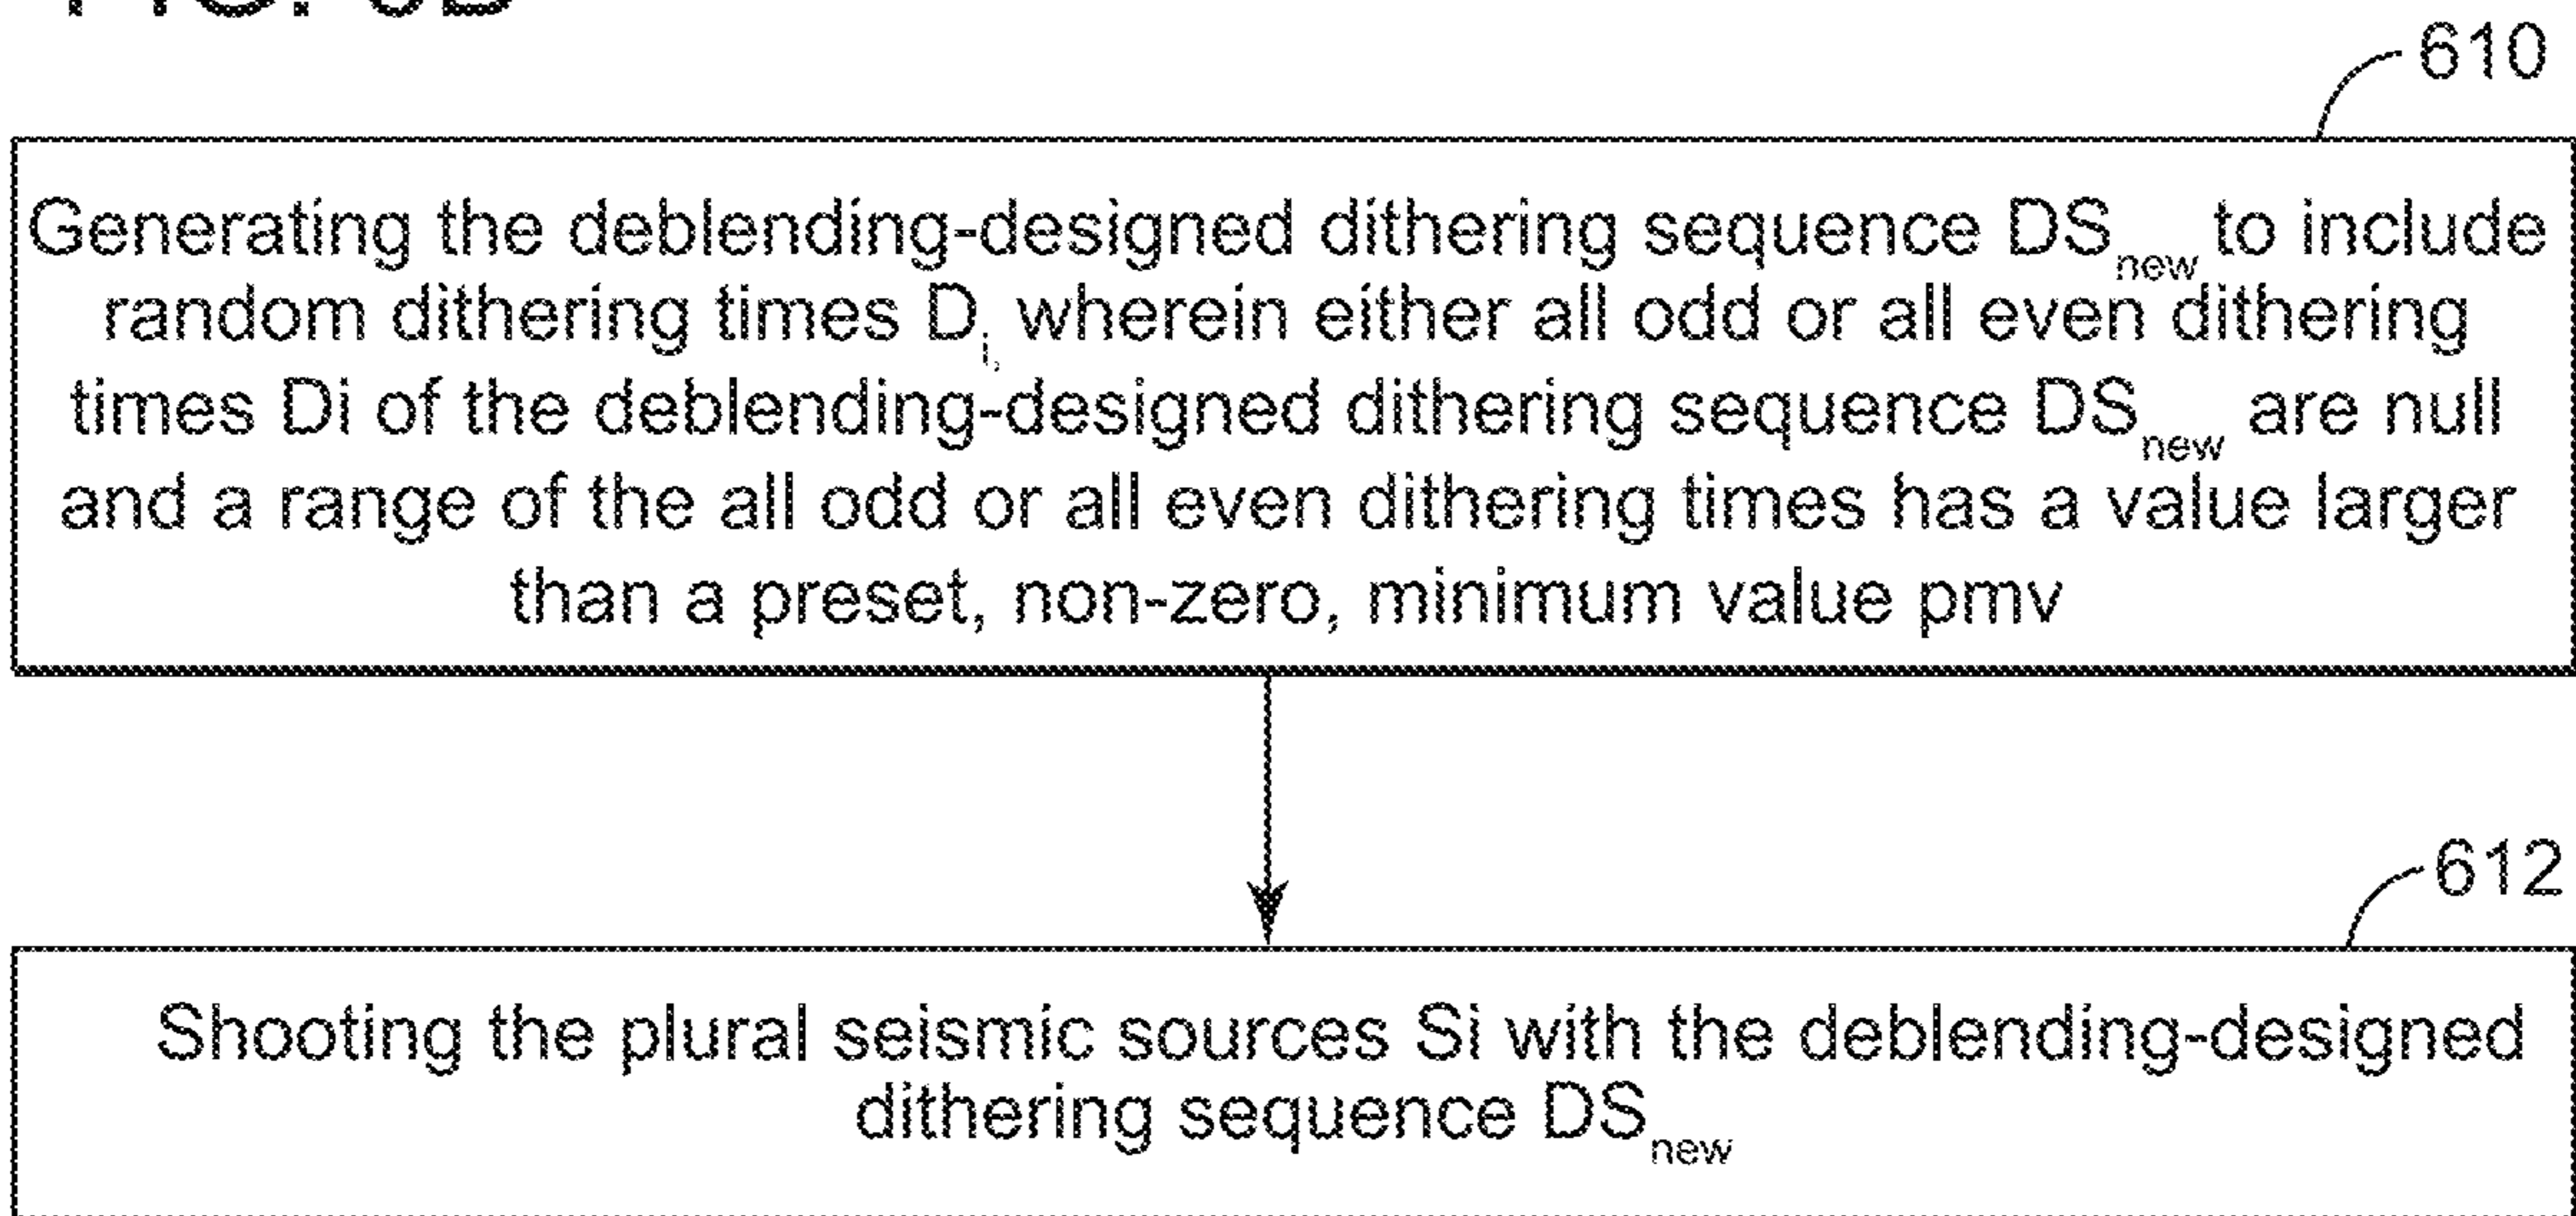 610
Generating the deblending-designed dithering sequence DSnew to include
random dithering times Di, wherein either all odd or all even dithering
times Di of the deblending-designed dithering sequence DSnew are null
and a range of the all odd or all even dithering times has a value larger
than a preset, non-zero, minimum value pmv
612
Shooting the plural seismic sources Si with the deblending-designed
dithering sequence DSnew